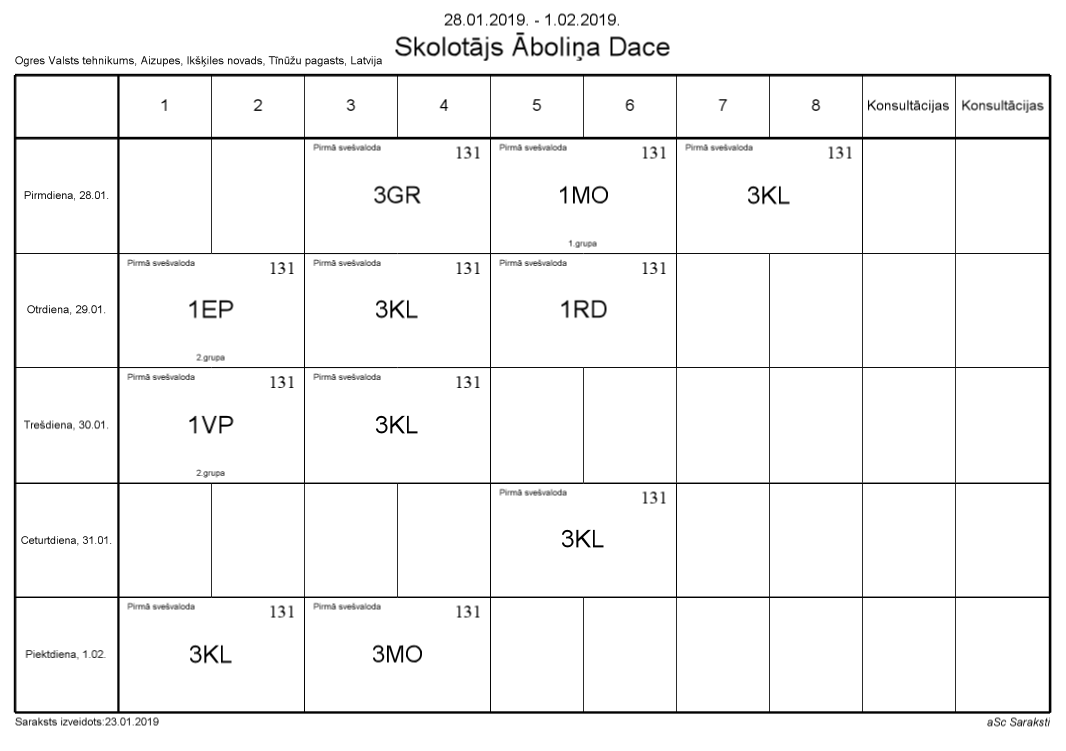 28.01.2019. - 1.02.2019.
Skolotājs Āboliņa Dace
Ogres Valsts tehnikums, Aizupes, Ikšķiles novads, Tīnūžu pagasts, Latvija
1 2 3 4 5 6 7 8 Konsultācijas Konsultācijas
Pirmā svešvaloda 131 Pirmā svešvaloda 131 Pirmā svešvaloda 131
Pirmdiena, 28.01. 3GR 1MO 3KL
1.grupa
Pirmā svešvaloda 131 Pirmā svešvaloda 131 Pirmā svešvaloda 131
Otrdiena, 29.01. 1EP 3KL 1RD
2.grupa
Pirmā svešvaloda 131 Pirmā svešvaloda 131
Trešdiena, 30.01. 1VP 3KL
2.grupa
Pirmā svešvaloda 131
Ceturtdiena, 31.01. 3KL
Pirmā svešvaloda 131 Pirmā svešvaloda 131
Piektdiena, 1.02. 3KL 3MO
Saraksts izveidots:23.01.2019 aSc Saraksti